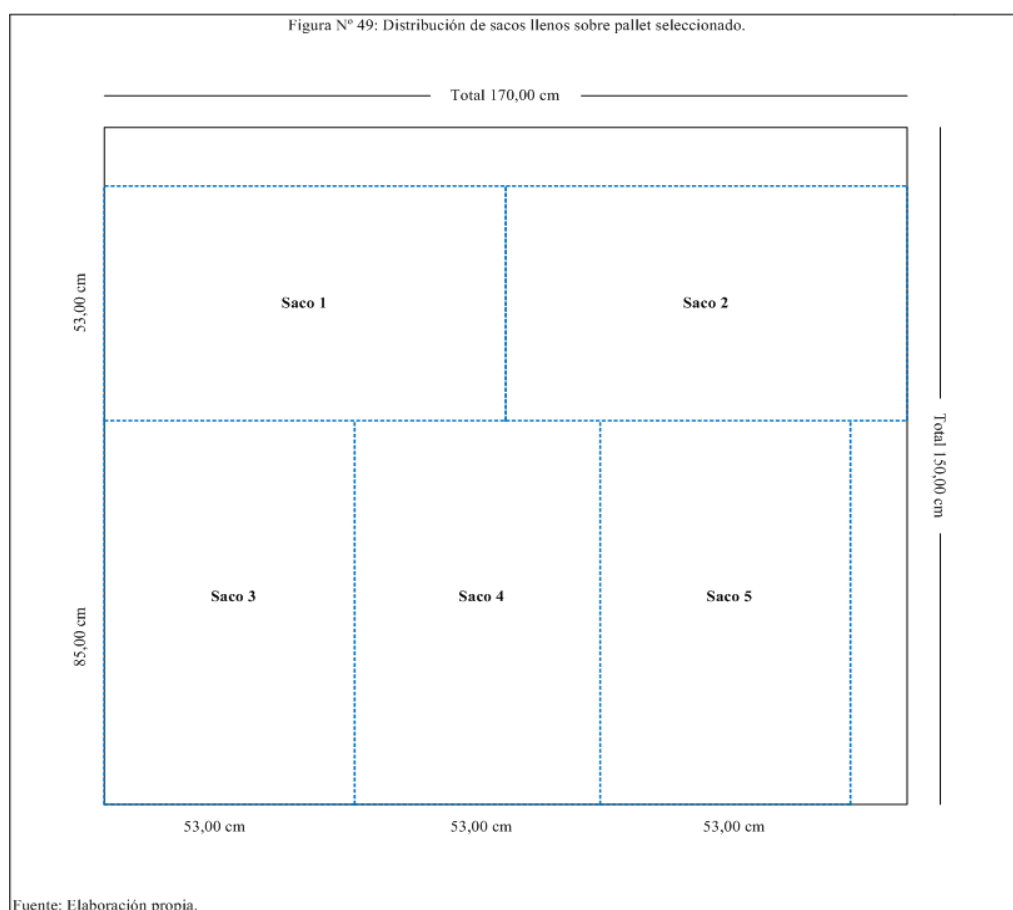 Figura Nº 49: Distribución de sacos llenos sobre pallet seleccionado.
Total 170,00 cm
53,00 cm
Saco 1
Saco 2
Total 150,00 cm
85,00 cm
Saco 3
Saco 4
Saco 5
53,00 cm
53,00 cm
53,00 cm
Fuente: Elaboración propia.